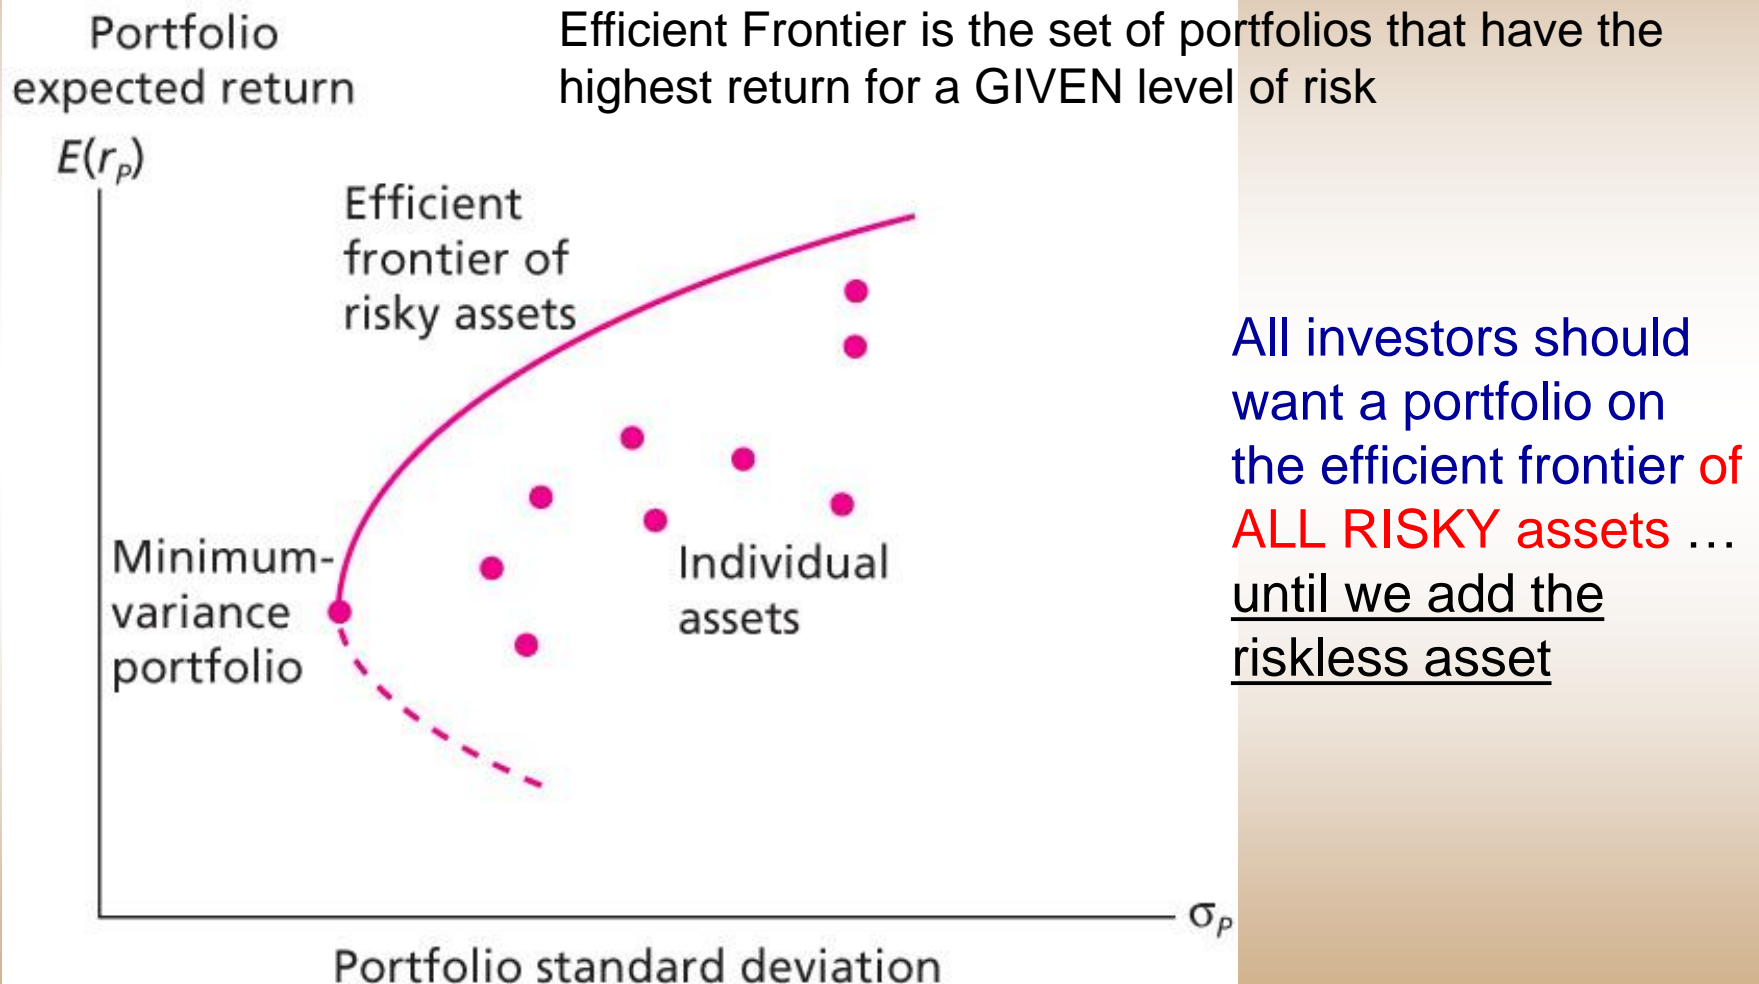 Portfolio
expected return
Efficient Frontier is the set of portfolios that have the
highest return for a GIVEN level of risk
E(rₚ)
Efficient
frontier of
risky assets
All investors should
want a portfolio on
the efficient frontier of
ALL RISKY assets …
until we add the
riskless asset
Minimum-
variance
portfolio
Individual
assets
σₚ
Portfolio standard deviation